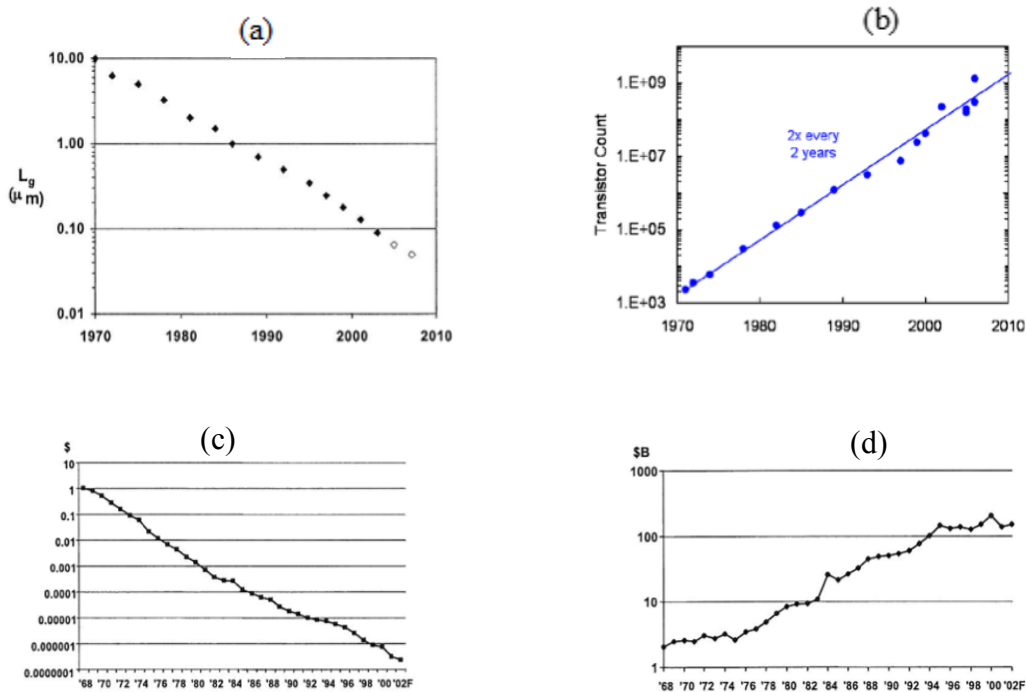 (a)
10.00
1.00
L_g
(μm)
0.10
0.01
1970 1980 1990 2000 2010
(b)
1.E+09
1.E+07
1.E+05
1.E+03
Transistor Count
2x every
2 years
1970 1980 1990 2000 2010
(c)
$
10
1
0.1
0.01
0.001
0.0001
0.00001
0.000001
0.0000001
'68 '70 '72 '74 '76 '78 '80 '82 '84 '86 '88 '90 '92 '94 '96 '98 '00 '02F
(d)
$B
1000
100
10
1
'68 '70 '72 '74 '76 '78 '80 '82 '84 '86 '88 '90 '92 '94 '96 '98 '00 '02F